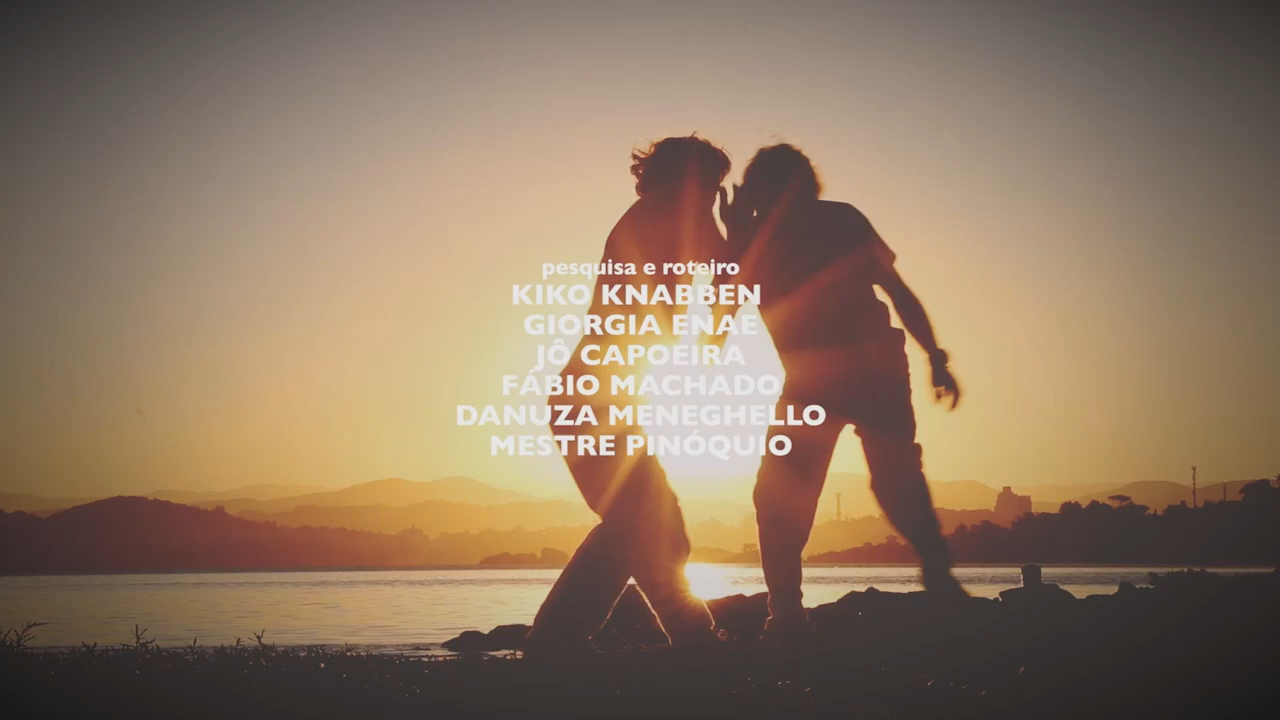 pesquisa e roteiro
KIKO KNABBEN
GIORGIA ENAE
JÔ CAPOEIRA
FÁBIO MACHADO
DANUZA MENEGHELLO
MESTRE PINÓQUIO